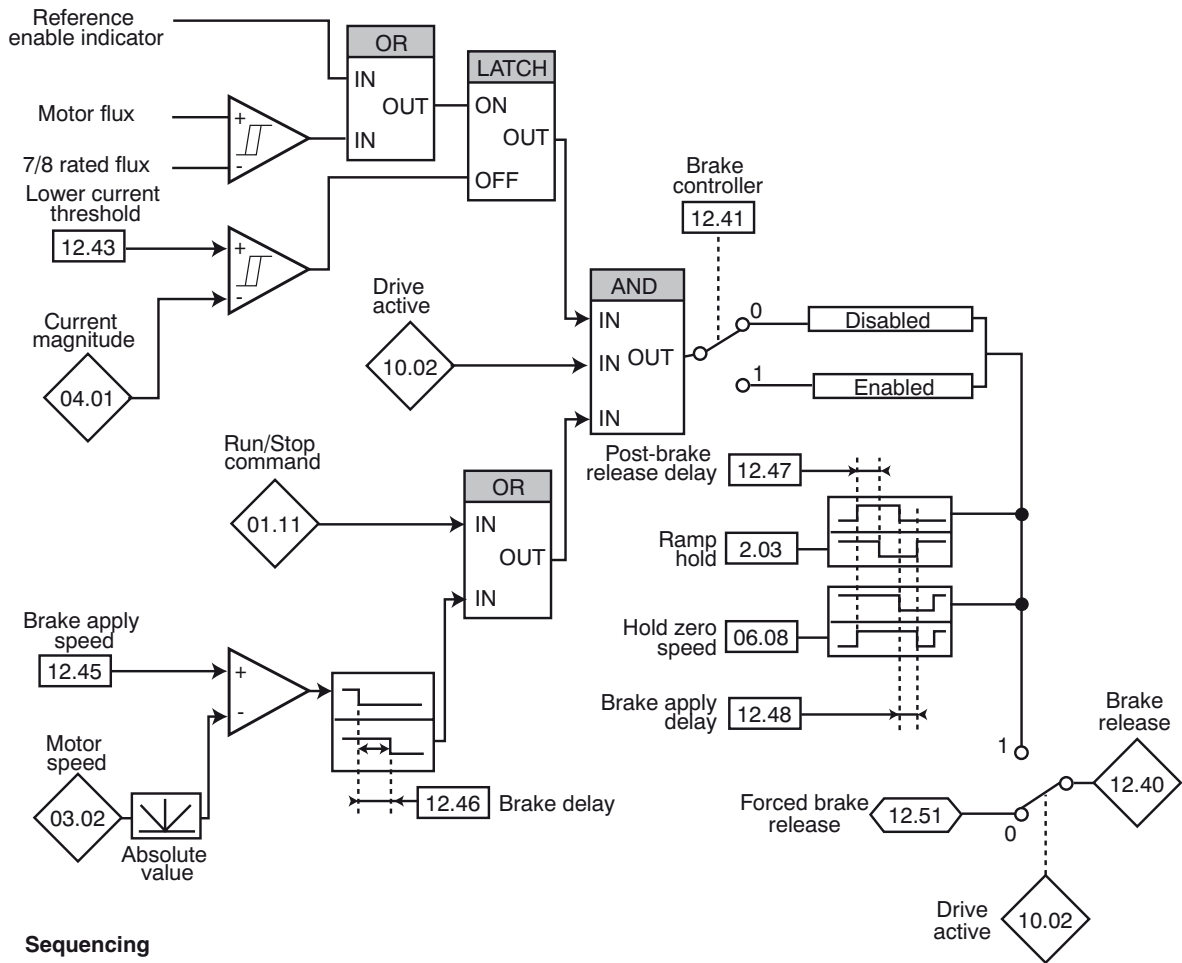 Reference
enable indicator
OR
IN
OUT
IN
Motor flux
+
7/8 rated flux
-
LATCH
ON
OUT
OFF
Lower current
threshold
12.43
+
-
Current
magnitude
04.01
Drive
active
10.02
Brake
controller
12.41
AND
IN
IN
OUT
IN
0
Disabled
1
Enabled
Run/Stop
command
01.11
OR
IN
OUT
IN
Post-brake
release delay
12.47
Ramp
hold
2.03
Hold zero
speed
06.08
Brake apply
delay
12.48
Brake apply
speed
12.45
+
-
Motor
speed
03.02
Absolute
value
12.46
Brake delay
1
Brake
release
12.40
Forced brake
release
12.51
0
Drive
active
10.02
Sequencing